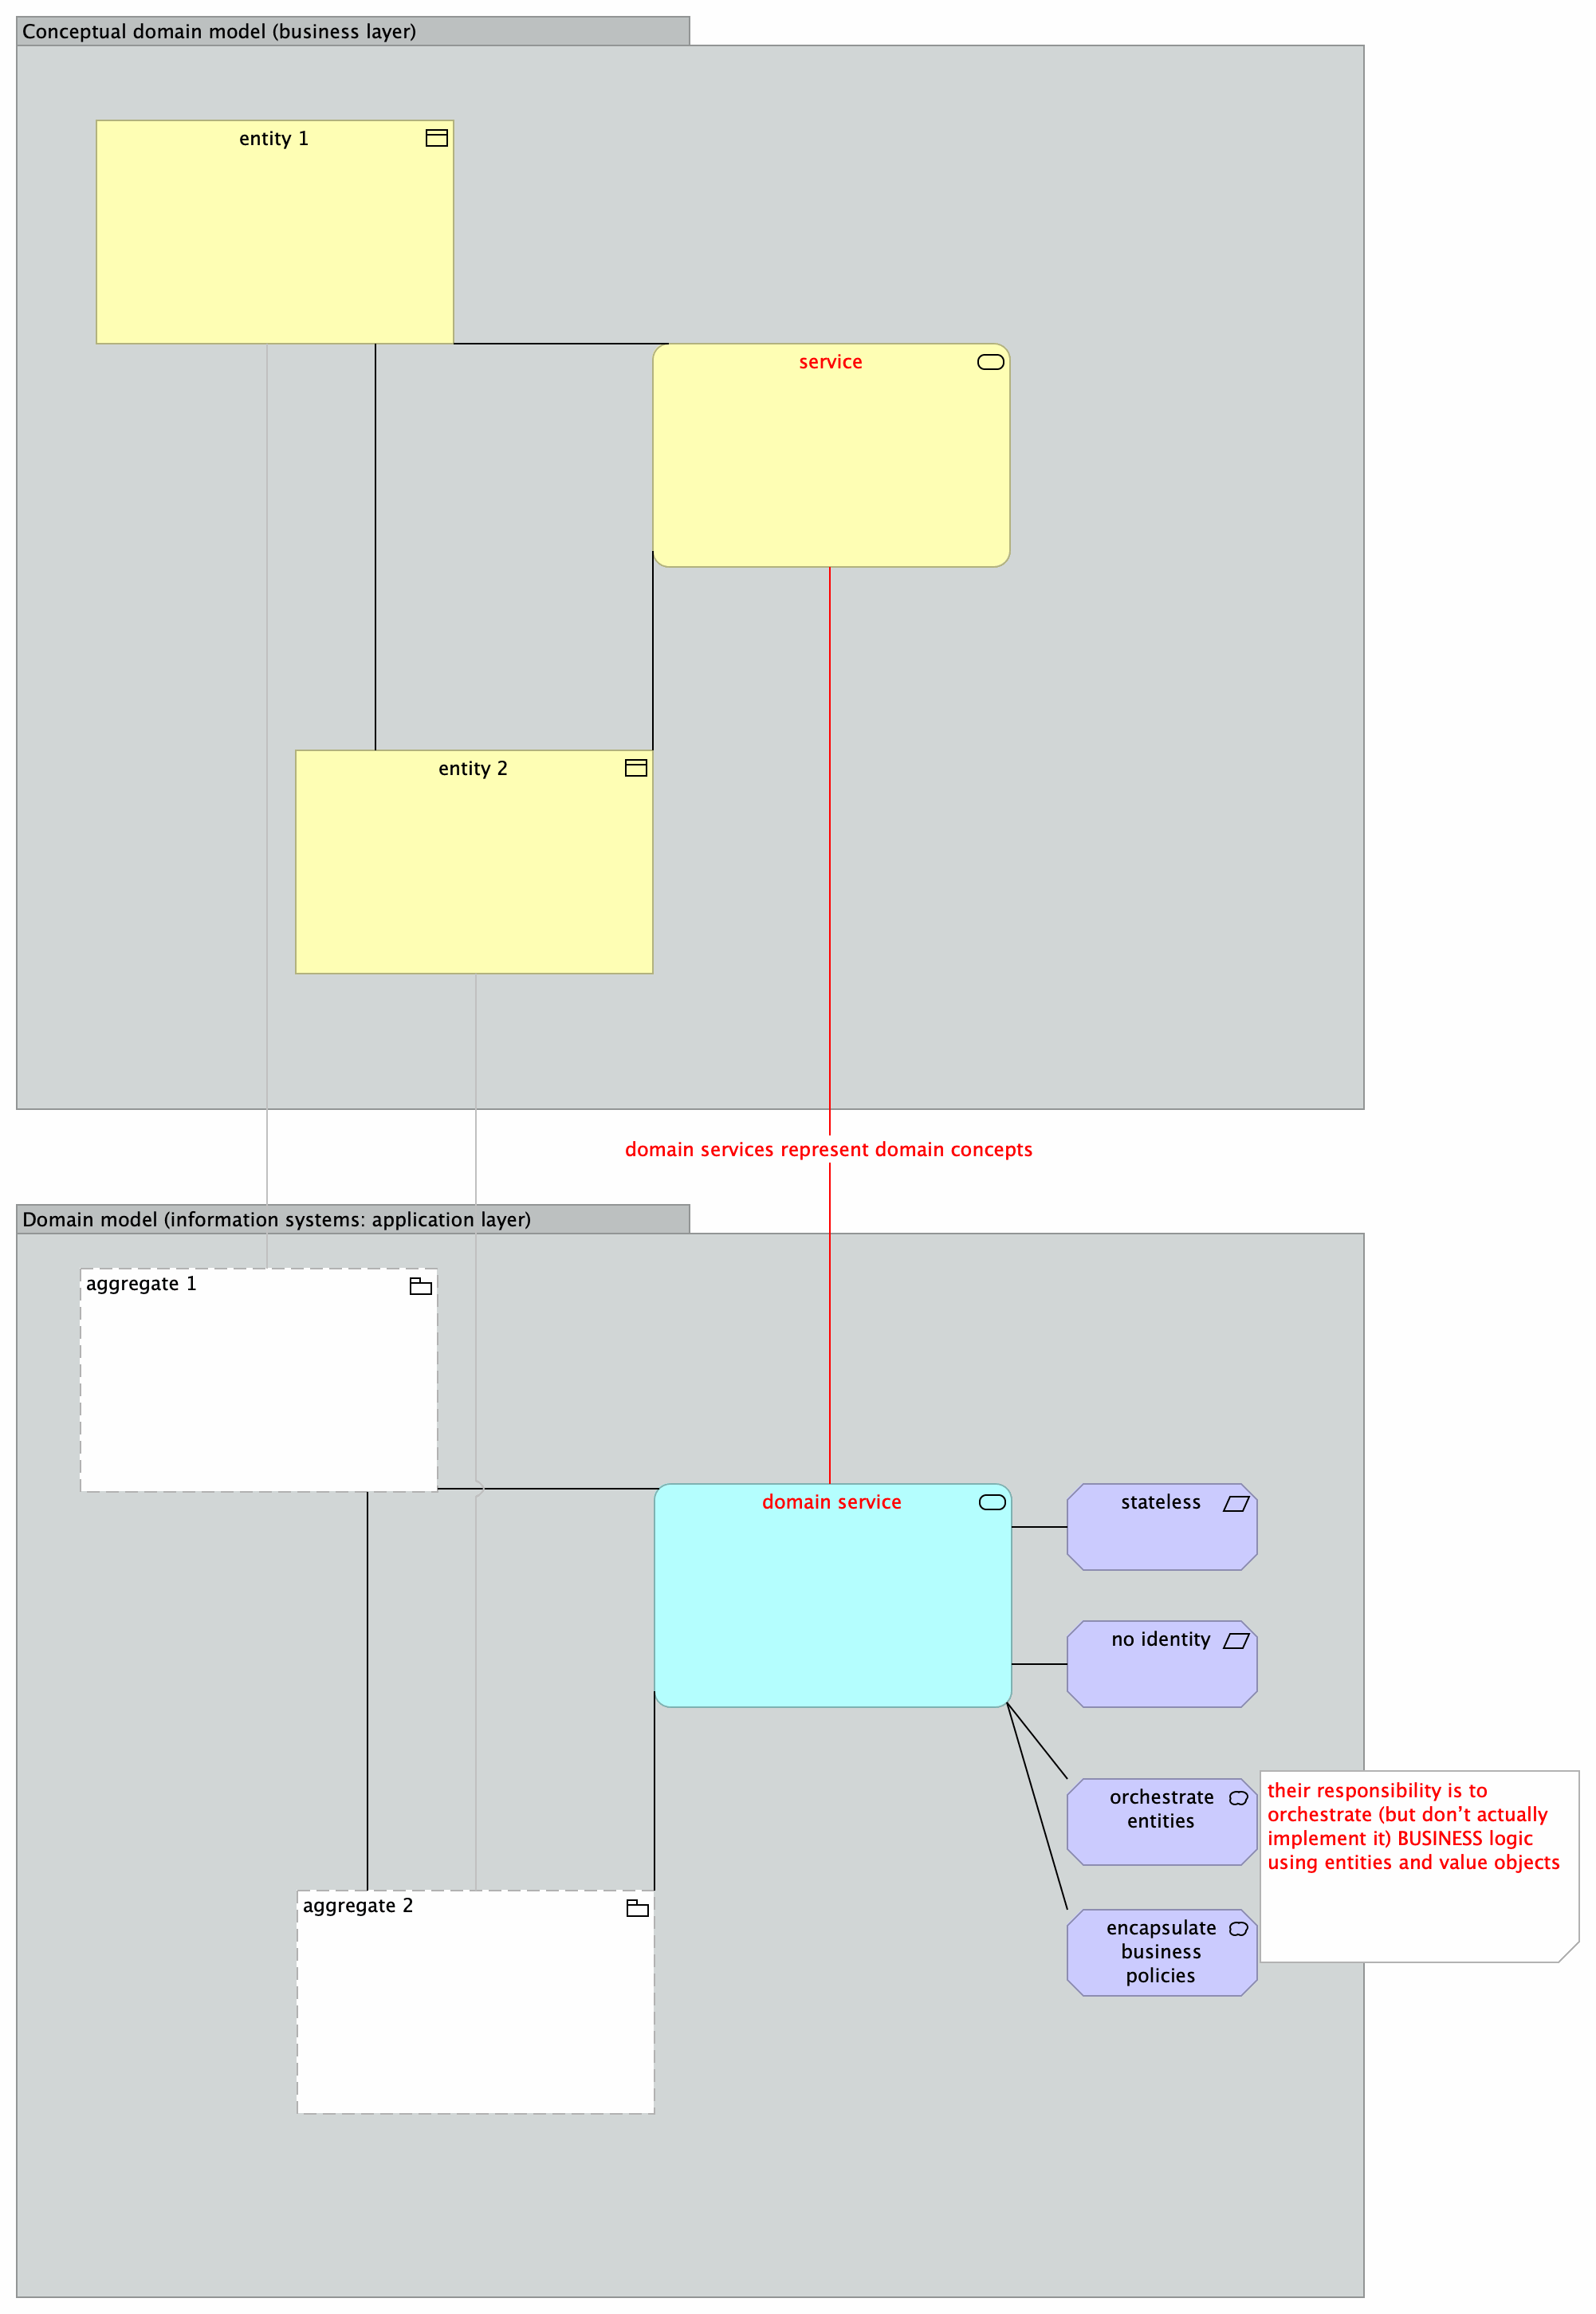 Conceptual domain model (business layer)
entity 1
service
entity 2
domain services represent domain concepts
Domain model (information systems: application layer)
aggregate 1
domain service
stateless
no identity
orchestrate
entities
their responsibility is to
orchestrate (but don’t actually
implement it) BUSINESS logic
using entities and value objects
aggregate 2
encapsulate
business
policies